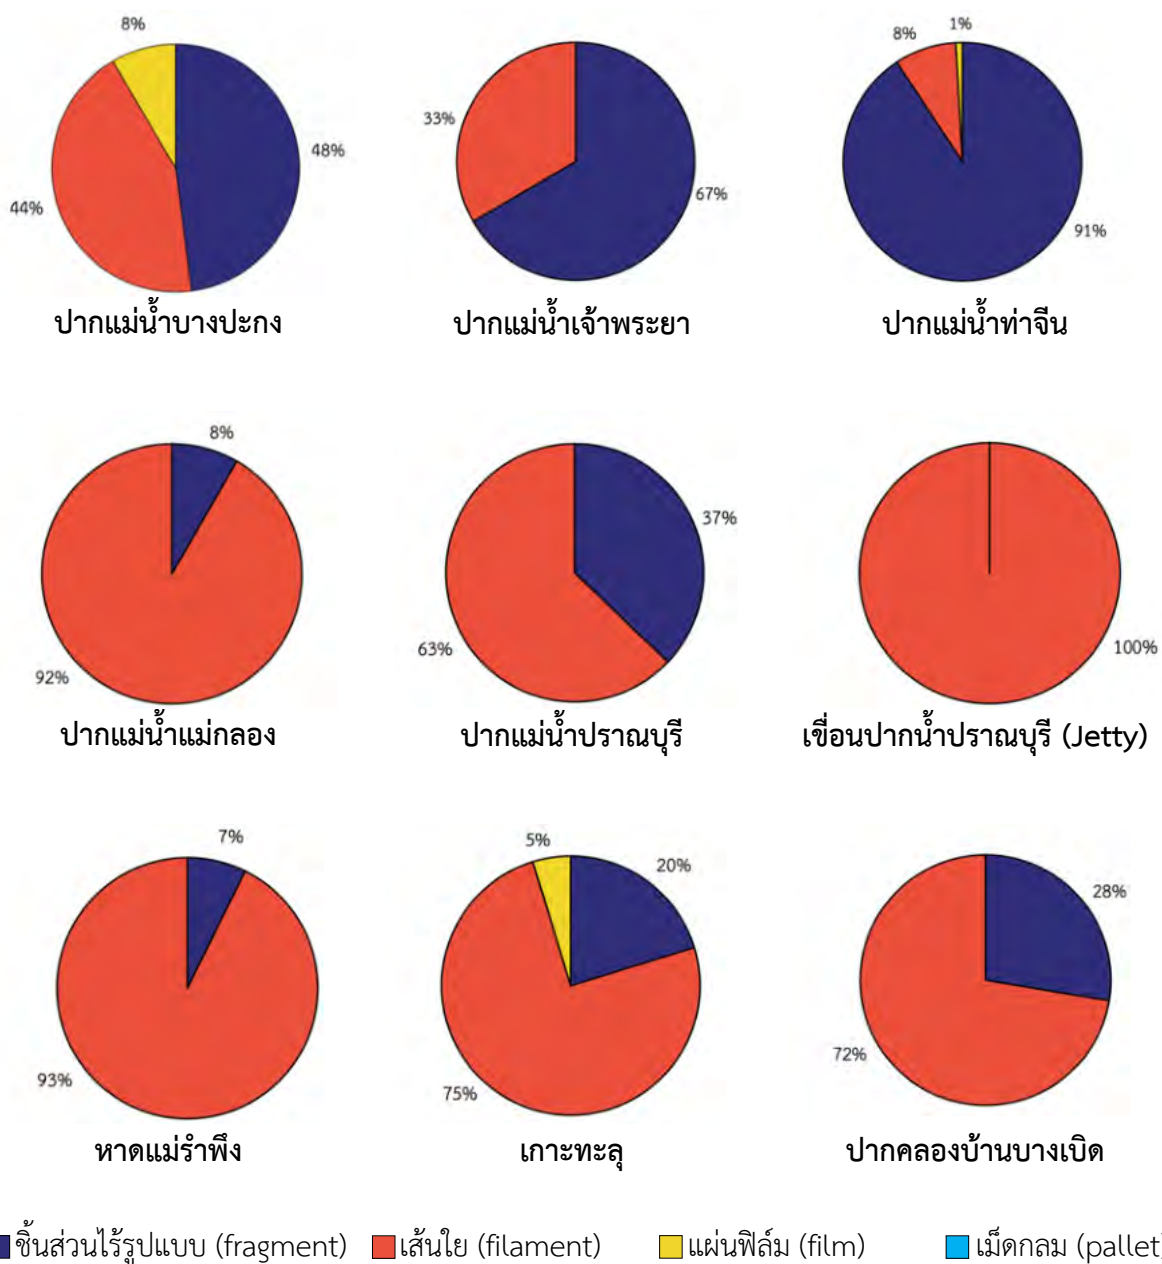 8%
48%
44%
ปากแม่น้ำบางปะกง
33%
67%
ปากแม่น้ำเจ้าพระยา
8%
1%
91%
ปากแม่น้ำท่าจีน
8%
92%
ปากแม่น้ำแม่กลอง
37%
63%
ปากแม่น้ำปราณบุรี
100%
เขื่อนปากน้ำปราณบุรี (Jetty)
7%
93%
หาดแม่รำพึง
5%
20%
75%
เกาะทะลุ
28%
72%
ปากคลองบ้านบางเบิด
ชิ้นส่วนไร้รูปแบบ (fragment)
เส้นใย (filament)
แผ่นฟิล์ม (film)
เม็ดกลม (pallet